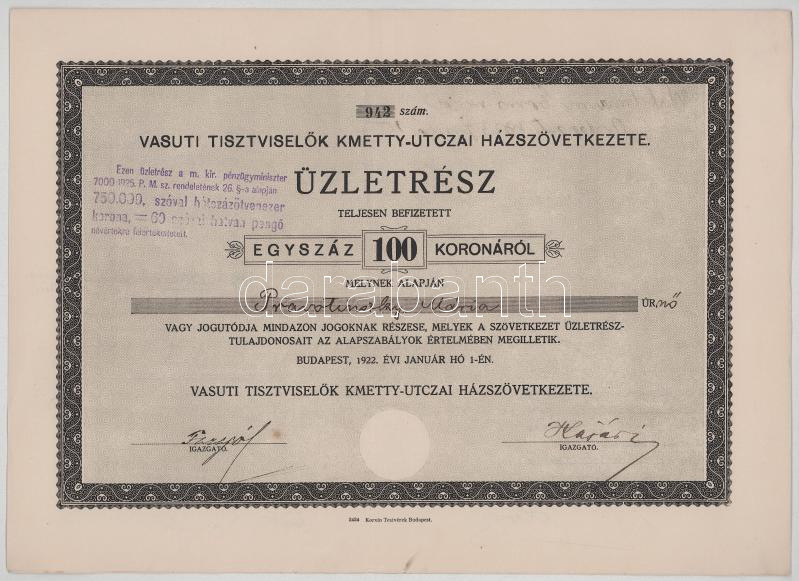 942 szám.
VASUTI TISZTVISELŐK KMETTY-UTCZAI HÁZSZÖVETKEZETE.
Ezen üzletrész a m. kir. pénzügyminiszter
7000-1925. P. M. sz. rendeletének 26. §-a alapján
750.000, szóval hétszázötvenezer
korona, = 60 szóval hatvan pengő
névértékre felértékeltetett.
ÜZLETRÉSZ
TELJESEN BEFIZETETT
EGYSZÁZ 100 KORONÁRÓL
MELYNEK ALAPJÁN
Mária ÚR, nő
VAGY JOGUTÓDJA MINDAZON JOGOKNAK RÉSZESE, MELYEK A SZÖVETKEZET ÜZLETRÉSZ-
TULAJDONOSAIT AZ ALAPSZABÁLYOK ÉRTELMÉBEN MEGILLETIK.
BUDAPEST, 1922. ÉVI JANUÁR HÓ 1-ÉN.
VASUTI TISZTVISELŐK KMETTY-UTCZAI HÁZSZÖVETKEZETE.
IGAZGATÓ.
IGAZGATÓ.
Korvin Testvérek Budapest.
darabanth